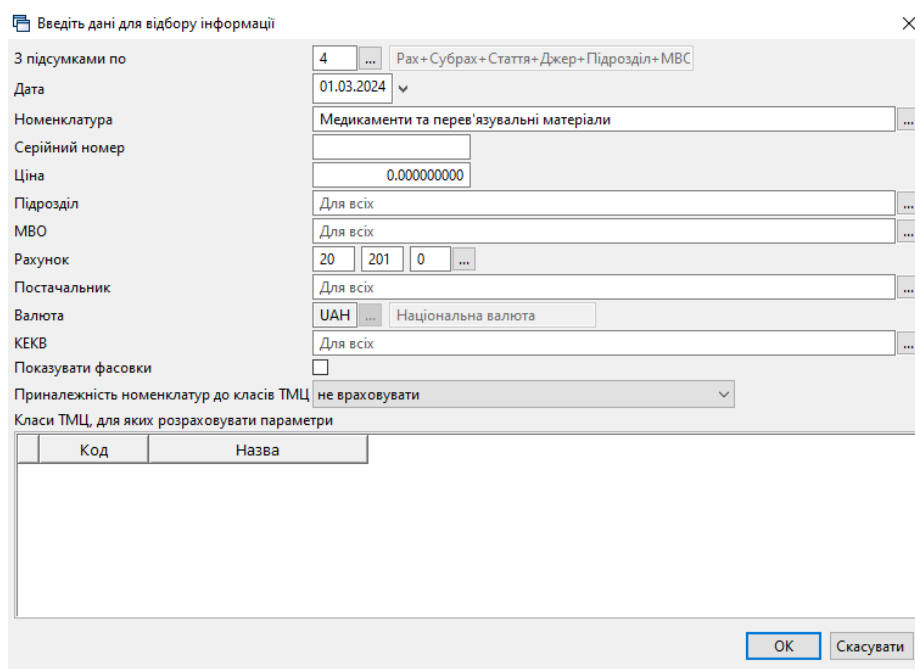 Введіть дані для відбору інформації
З підсумками по 4 ... Рах+Субрах+Стаття+Джер+Підрозділ+МВО
Дата 01.03.2024
Номенклатура Медикаменти та перев'язувальні матеріали ...
Серійний номер
Ціна 0.000000000
Підрозділ Для всіх ...
МВО Для всіх ...
Рахунок 20 201 0 ...
Постачальник Для всіх ...
Валюта UAH ... Національна валюта
КЕКВ Для всіх ...
Показувати фасовки
Приналежність номенклатур до класів ТМЦ не враховувати
Класи ТМЦ, для яких розраховувати параметри
Код Назва
ОК Скасувати